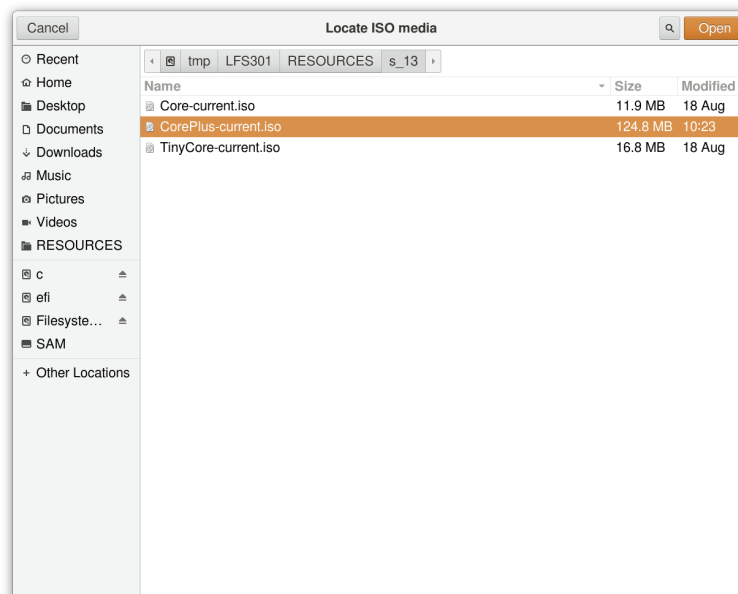 Cancel Locate ISO media Open
Recent
Home
Desktop
Documents
Downloads
Music
Pictures
Videos
RESOURCES
c
efi
Filesyste…
SAM
+ Other Locations
tmp LFS301 RESOURCES s_13
Name Size Modified
Core-current.iso 11.9 MB 18 Aug
CorePlus-current.iso 124.8 MB 10:23
TinyCore-current.iso 16.8 MB 18 Aug